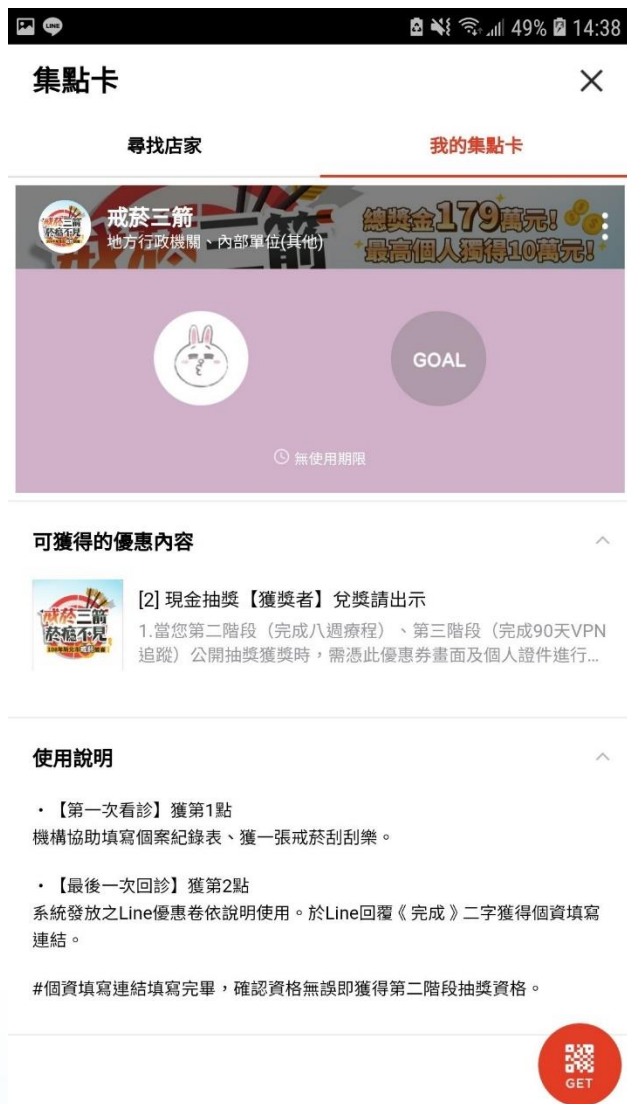 LINE
49%
14:38
集點卡
尋找店家
我的集點卡
戒菸三箭
地方行政機關、內部單位(其他)
總獎金179萬元!
最高個人獨得10萬元!
GOAL
無使用期限
可獲得的優惠內容
戒菸三箭
菸癮不見
[2] 現金抽獎【獲獎者】兌獎請出示
1.當您第二階段（完成八週療程）、第三階段（完成90天VPN
追蹤）公開抽獎獲獎時，需憑此優惠券畫面及個人證件進行...
使用說明
・【第一次看診】獲第1點
機構協助填寫個案紀錄表、獲一張戒菸刮刮樂。
・【最後一次回診】獲第2點
系統發放之Line優惠卷依說明使用。於Line回覆《 完成 》二字獲得個資填寫
連結。
#個資填寫連結填寫完畢，確認資格無誤即獲得第二階段抽獎資格。
GET